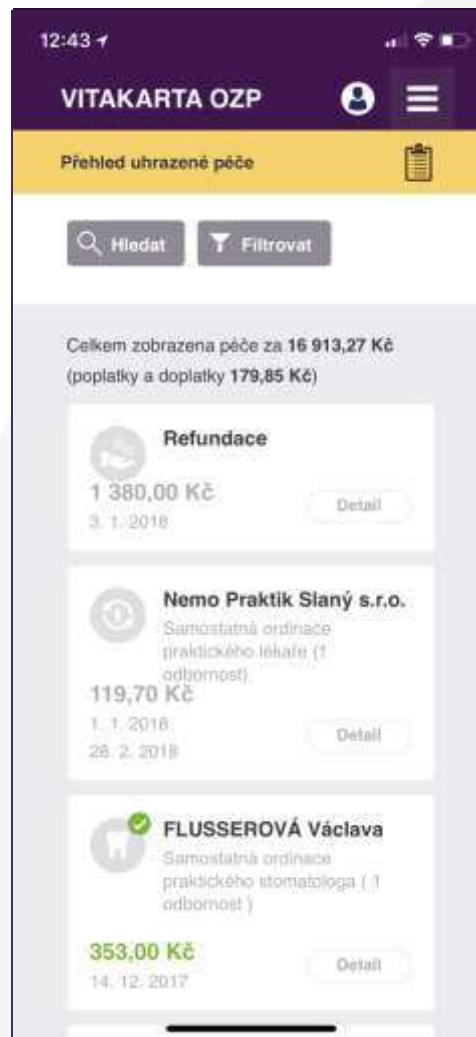 12:43
VITAKARTA OZP
Přehled uhrazené péče
Hledat
Filtrovat
Celkem zobrazena péče za 16 913,27 Kč
(poplatky a doplatky 179,85 Kč)
Refundace
1 380,00 Kč
Detail
3. 1. 2018
Nemo Praktik Slaný s.r.o.
Samostatná ordinace
praktického lékaře (1
odbornost)
119,70 Kč
1. 1. 2018
Detail
28. 2. 2018
FLUSSEROVÁ Václava
Samostatná ordinace
praktického stomatologa ( 1
odbornost )
353,00 Kč
Detail
14. 12. 2017